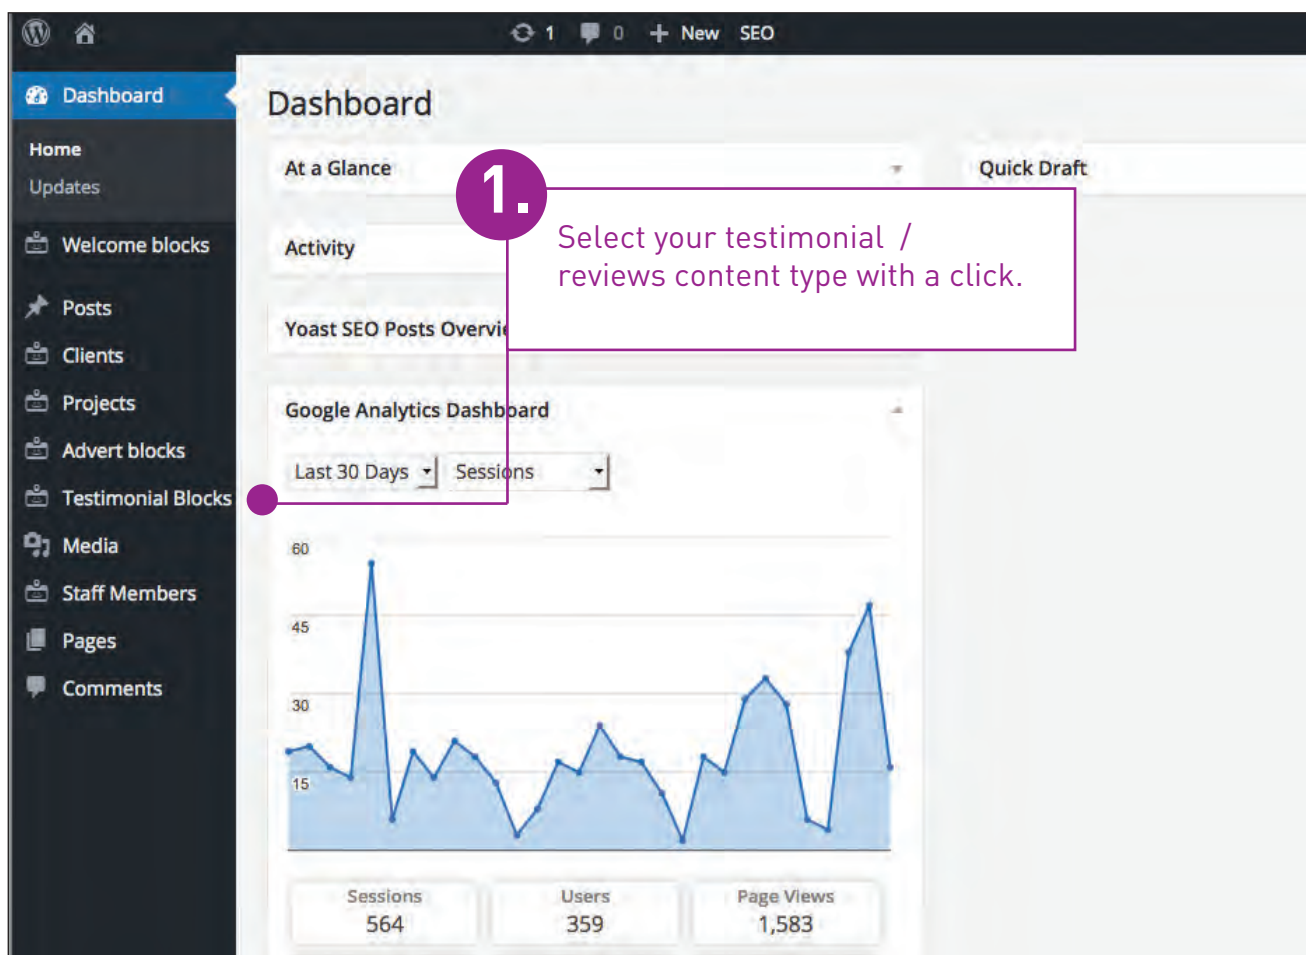 1 0 New SEO
Dashboard
Home
Updates
Welcome blocks
Posts
Clients
Projects
Advert blocks
Testimonial Blocks
Media
Staff Members
Pages
Comments
Dashboard
At a Glance
Quick Draft
Activity
Yoast SEO Posts
1.
Select your testimonial /
reviews content type with a click.
Google Analytics Dashboard
Last 30 Days Sessions
60
45
30
15
Sessions
564
Users
359
Page Views
1,583